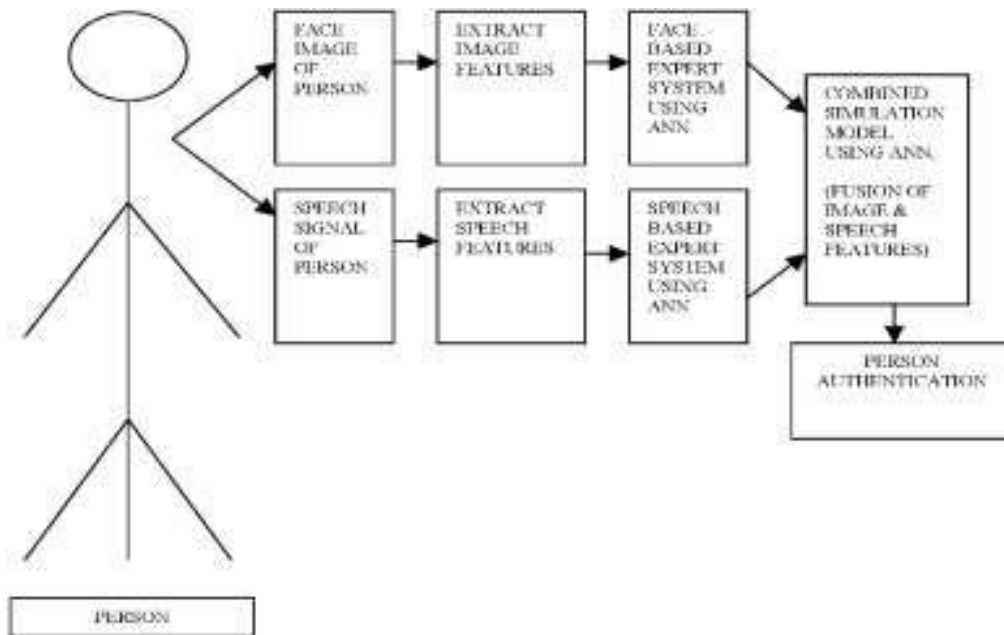 FACE
IMAGE
OF
PERSON
EXTRACT
IMAGE
FEATURES
FACE
BASED
EXPERT
SYSTEM
USING
ANN
COMBINED
SIMULATION
MODEL
USING ANN.
(FUSION OF
IMAGE &
SPEECH
FEATURES)
SPEECH
SIGNAL
OF
PERSON
EXTRACT
SPEECH
FEATURES
SPEECH
BASED
EXPERT
SYSTEM
USING
ANN
PERSON
AUTHENTICATION
PERSON